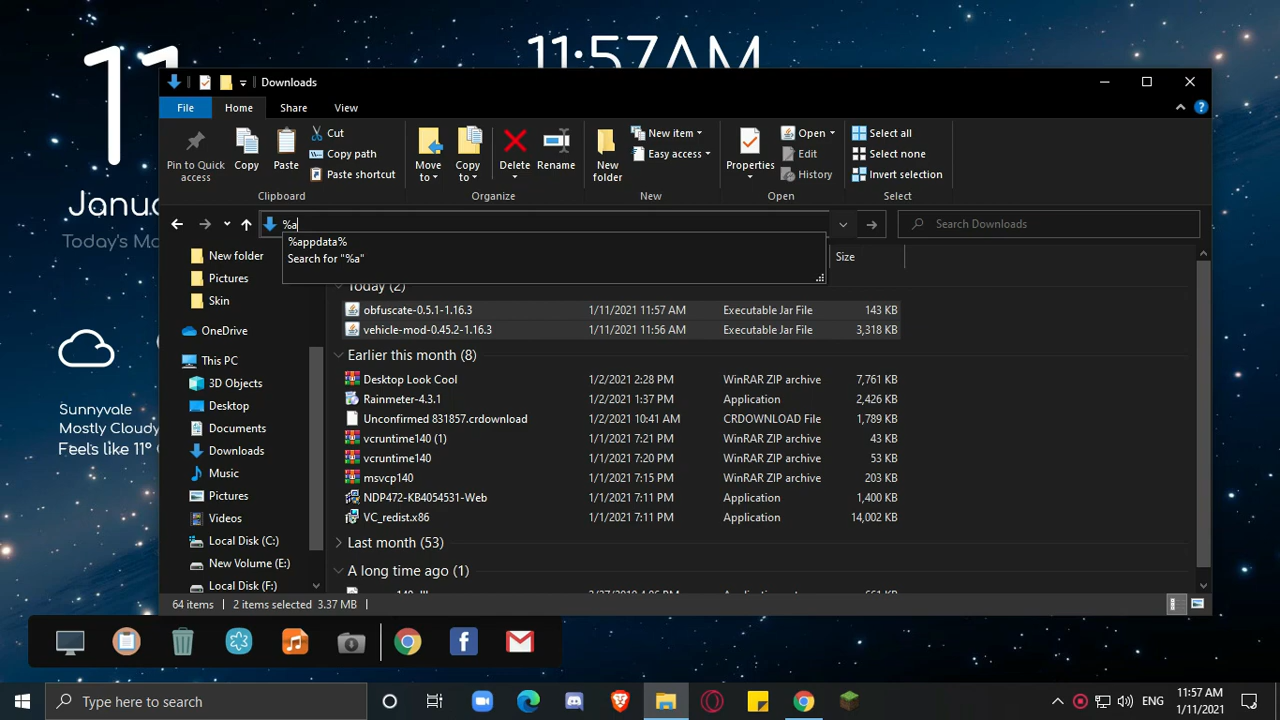 11
11:57AM
Janua
Today's M
Downloads
File Home Share View
Pin to Quick access
Copy
Paste
Cut
Copy path
Paste shortcut
Clipboard
Move to
Copy to
Delete
Rename
Organize
New folder
New item
Easy access
New
Properties
Open
Edit
History
Open
Select all
Select none
Invert selection
Select
%a
Search Downloads
%appdata%
Search for "%a"
Size
New folder
Pictures
Skin
OneDrive
This PC
3D Objects
Desktop
Documents
Downloads
Music
Pictures
Videos
Local Disk (C:)
New Volume (E:)
Local Disk (F:)
Today (2)
obfuscate-0.5.1-1.16.3 1/11/2021 11:57 AM Executable Jar File 143 KB
vehicle-mod-0.45.2-1.16.3 1/11/2021 11:56 AM Executable Jar File 3,318 KB
Earlier this month (8)
Desktop Look Cool 1/2/2021 2:28 PM WinRAR ZIP archive 7,761 KB
Rainmeter-4.3.1 1/2/2021 1:37 PM Application 2,426 KB
Unconfirmed 831857.crdownload 1/2/2021 10:41 AM CRDOWNLOAD File 1,789 KB
vcruntime140 (1) 1/1/2021 7:21 PM WinRAR ZIP archive 43 KB
vcruntime140 1/1/2021 7:20 PM WinRAR ZIP archive 53 KB
msvcp140 1/1/2021 7:15 PM WinRAR ZIP archive 203 KB
NDP472-KB4054531-Web 1/1/2021 7:11 PM Application 1,400 KB
VC_redist.x86 1/1/2021 7:11 PM Application 14,002 KB
Last month (53)
A long time ago (1)
Sunnyvale
Mostly Cloudy
Feels like 11°
64 items 2 items selected 3.37 MB
Type here to search
ENG
11:57 AM
1/11/2021